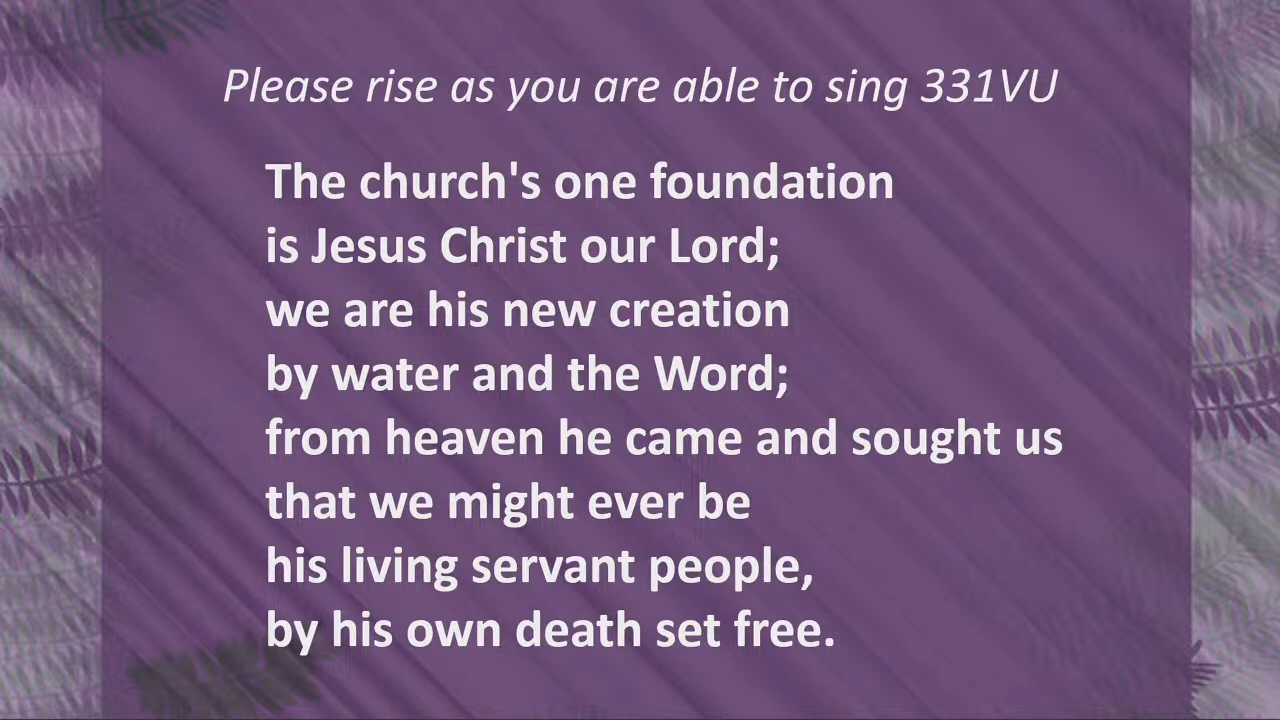 Please rise as you are able to sing 331VU
The church's one foundation
is Jesus Christ our Lord;
we are his new creation
by water and the Word;
from heaven he came and sought us
that we might ever be
his living servant people,
by his own death set free.